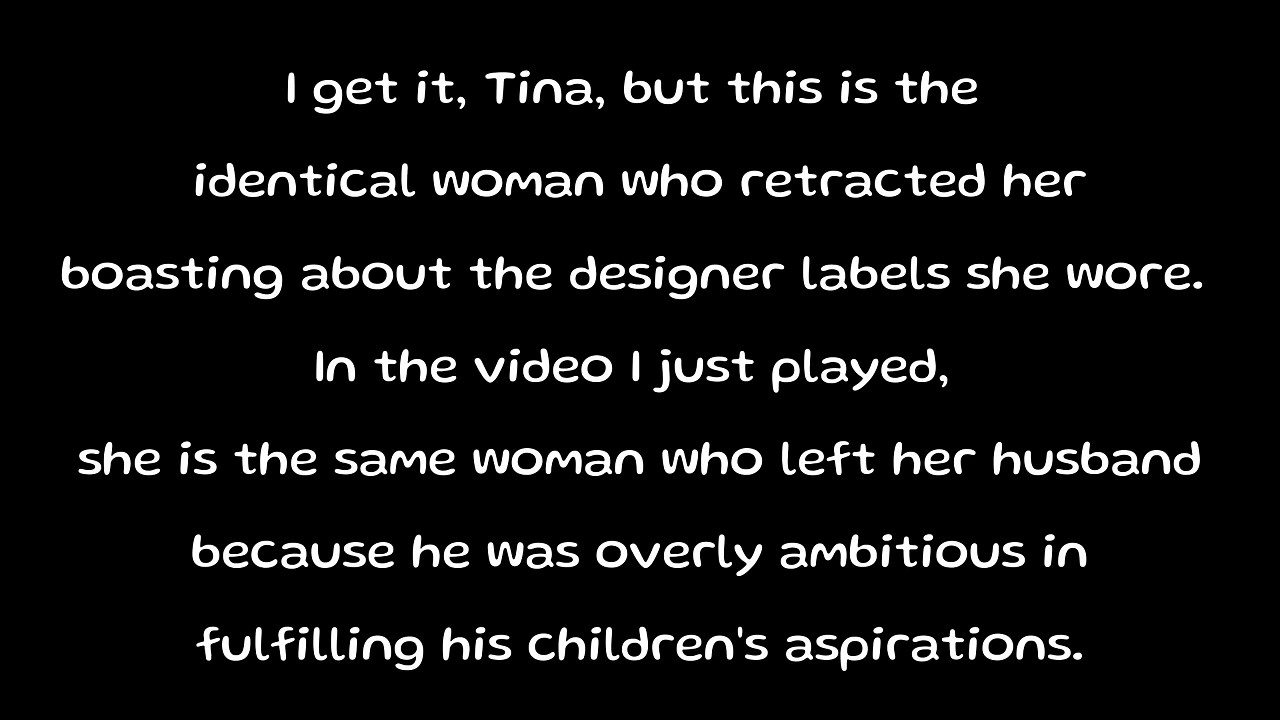 I get it, Tina, but this is the
identical woman who retracted her
boasting about the designer labels she wore.
In the video I just played,
she is the same woman who left her husband
because he was overly ambitious in
fulfilling his children's aspirations.